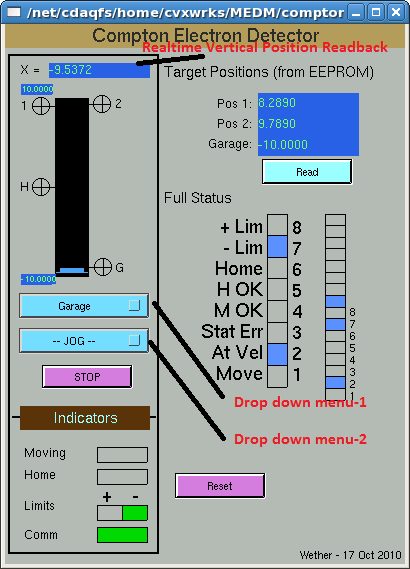 /net/cdaqfs/home/cvxwrks/MEDM/comptor
Compton Electron Detector
Realtime Vertical Position Readback
X = -9.5372
Target Positions (from EEPROM)
10.0000
1 2
Pos 1: 8.2890
Pos 2: 9.7890
Garage: -10.0000
Read
H
Full Status
+ Lim 8
- Lim 7
Home 6
H OK 5
M OK 4
Stat Err 3
At Vel 2
Move 1
8
7
6
5
4
3
2
1
G
-10.0000
Garage
-- JOG --
STOP
Drop down menu-1
Drop down menu-2
Indicators
Moving
Home
+ -
Limits
Comm
Reset
Wether - 17 Oct 2010